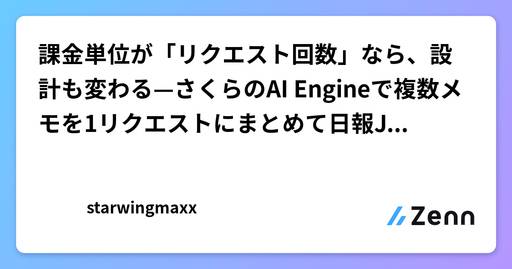 課金単位が「リクエスト回数」なら、設
計も変わる—さくらのAI Engineで複数メ
モを1リクエストにまとめて日報J...
starwingmaxx
Zenn